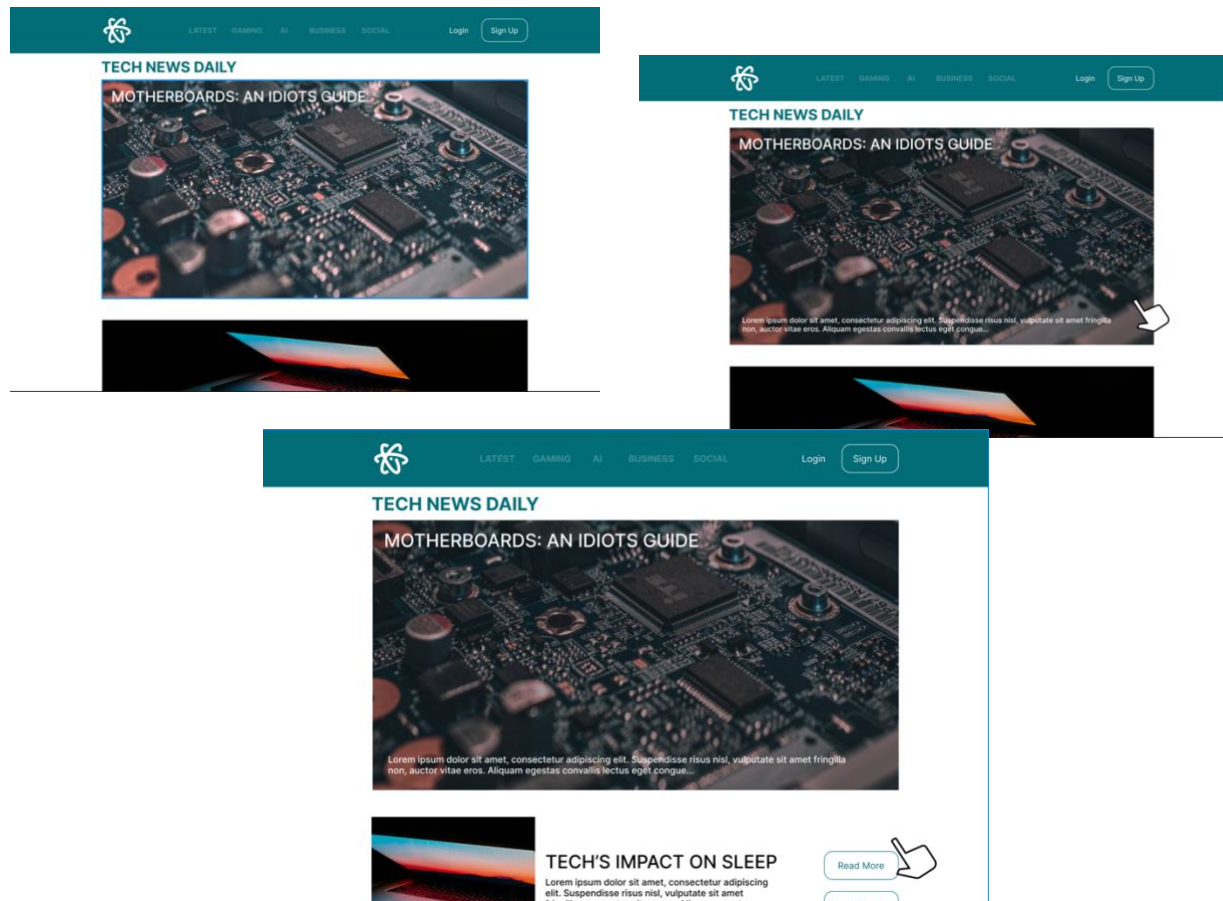 LATEST GAMING AI BUSINESS SOCIAL Login Sign Up
TECH NEWS DAILY
MOTHERBOARDS: AN IDIOTS GUIDE
LATEST GAMING AI BUSINESS SOCIAL Login Sign Up
TECH NEWS DAILY
MOTHERBOARDS: AN IDIOTS GUIDE
Lorem ipsum dolor sit amet, consectetur adipiscing elit. Suspendisse risus nisl, vulputate sit amet fringilla
non, auctor vitae eros. Aliquam egestas convallis lectus eget congue...
LATEST GAMING AI BUSINESS SOCIAL Login Sign Up
TECH NEWS DAILY
MOTHERBOARDS: AN IDIOTS GUIDE
Lorem ipsum dolor sit amet, consectetur adipiscing elit. Suspendisse risus nisl, vulputate sit amet fringilla
non, auctor vitae eros. Aliquam egestas convallis lectus eget congue...
TECH'S IMPACT ON SLEEP
Read More
Lorem ipsum dolor sit amet, consectetur adipiscing
elit. Suspendisse risus nisl, vulputate sit amet